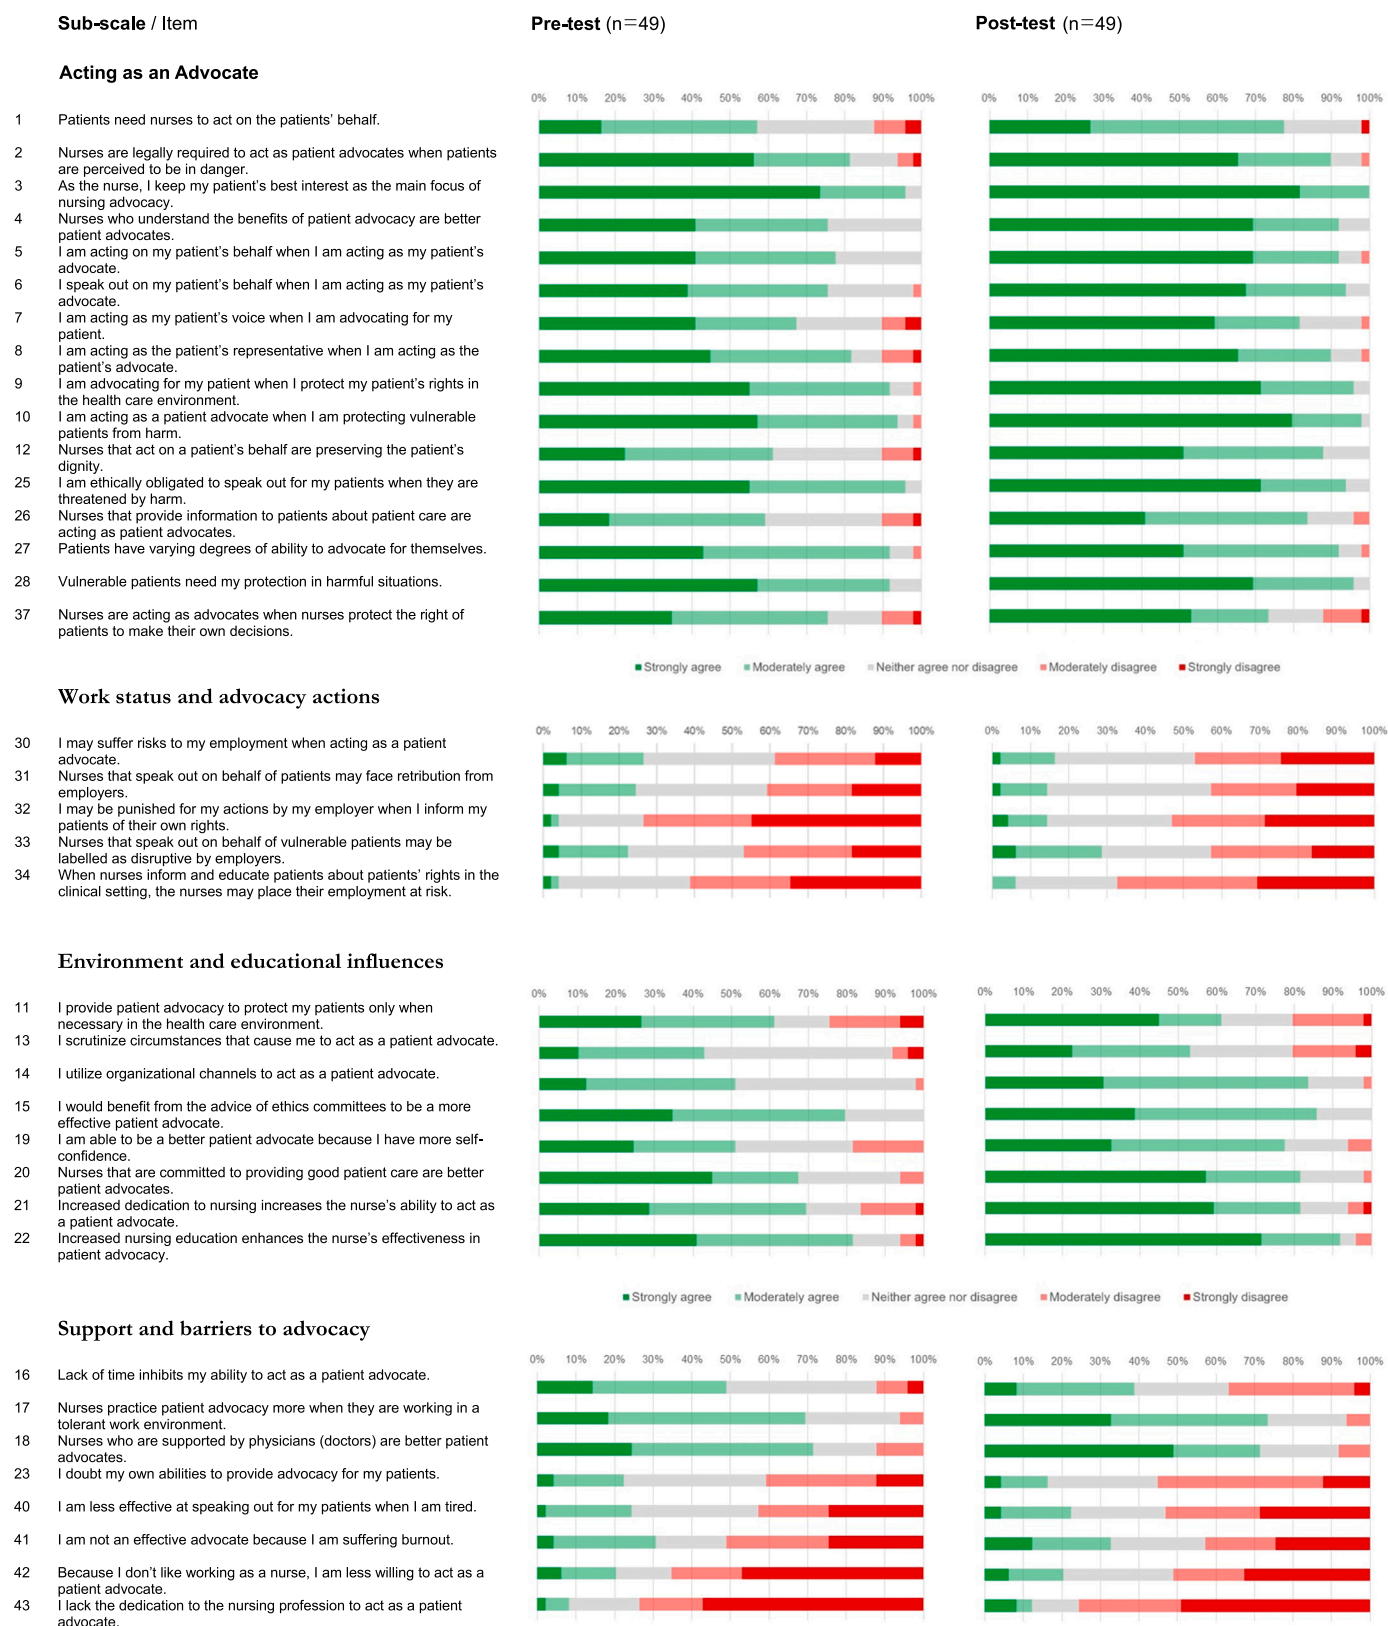 Sub-scale / Item Pre-test (n=49) Post-test (n=49)
Acting as an Advocate
0% 10% 20% 30% 40% 50% 60% 70% 80% 90% 100% 0% 10% 20% 30% 40% 50% 60% 70% 80% 90% 100%
1 Patients need nurses to act on the patients’ behalf.
2 Nurses are legally required to act as patient advocates when patients
are perceived to be in danger.
3 As the nurse, I keep my patient’s best interest as the main focus of
nursing advocacy.
4 Nurses who understand the benefits of patient advocacy are better
patient advocates.
5 I am acting on my patient’s behalf when I am acting as my patient’s
advocate.
6 I speak out on my patient’s behalf when I am acting as my patient’s
advocate.
7 I am acting as my patient’s voice when I am advocating for my
patient.
8 I am acting as the patient’s representative when I am acting as the
patient’s advocate.
9 I am advocating for my patient when I protect my patient’s rights in
the health care environment.
10 I am acting as a patient advocate when I am protecting vulnerable
patients from harm.
12 Nurses that act on a patient’s behalf are preserving the patient’s
dignity.
25 I am ethically obligated to speak out for my patients when they are
threatened by harm.
26 Nurses that provide information to patients about patient care are
acting as patient advocates.
27 Patients have varying degrees of ability to advocate for themselves.
28 Vulnerable patients need my protection in harmful situations.
37 Nurses are acting as advocates when nurses protect the right of
patients to make their own decisions.
Strongly agree Moderately agree Neither agree nor disagree Moderately disagree Strongly disagree
Work status and advocacy actions
0% 10% 20% 30% 40% 50% 60% 70% 80% 90% 100% 0% 10% 20% 30% 40% 50% 60% 70% 80% 90% 100%
30 I may suffer risks to my employment when acting as a patient
advocate.
31 Nurses that speak out on behalf of patients may face retribution from
employers.
32 I may be punished for my actions by my employer when I inform my
patients of their own rights.
33 Nurses that speak out on behalf of vulnerable patients may be
labelled as disruptive by employers.
34 When nurses inform and educate patients about patients’ rights in the
clinical setting, the nurses may place their employment at risk.
Environment and educational influences
0% 10% 20% 30% 40% 50% 60% 70% 80% 90% 100% 0% 10% 20% 30% 40% 50% 60% 70% 80% 90% 100%
11 I provide patient advocacy to protect my patients only when
necessary in the health care environment.
13 I scrutinize circumstances that cause me to act as a patient advocate.
14 I utilize organizational channels to act as a patient advocate.
15 I would benefit from the advice of ethics committees to be a more
effective patient advocate.
19 I am able to be a better patient advocate because I have more self-
confidence.
20 Nurses that are committed to providing good patient care are better
patient advocates.
21 Increased dedication to nursing increases the nurse’s ability to act as
a patient advocate.
22 Increased nursing education enhances the nurse’s effectiveness in
patient advocacy.
Strongly agree Moderately agree Neither agree nor disagree Moderately disagree Strongly disagree
Support and barriers to advocacy
0% 10% 20% 30% 40% 50% 60% 70% 80% 90% 100% 0% 10% 20% 30% 40% 50% 60% 70% 80% 90% 100%
16 Lack of time inhibits my ability to act as a patient advocate.
17 Nurses practice patient advocacy more when they are working in a
tolerant work environment.
18 Nurses who are supported by physicians (doctors) are better patient
advocates.
23 I doubt my own abilities to provide advocacy for my patients.
40 I am less effective at speaking out for my patients when I am tired.
41 I am not an effective advocate because I am suffering burnout.
42 Because I don’t like working as a nurse, I am less willing to act as a
patient advocate.
43 I lack the dedication to the nursing profession to act as a patient
advocate.